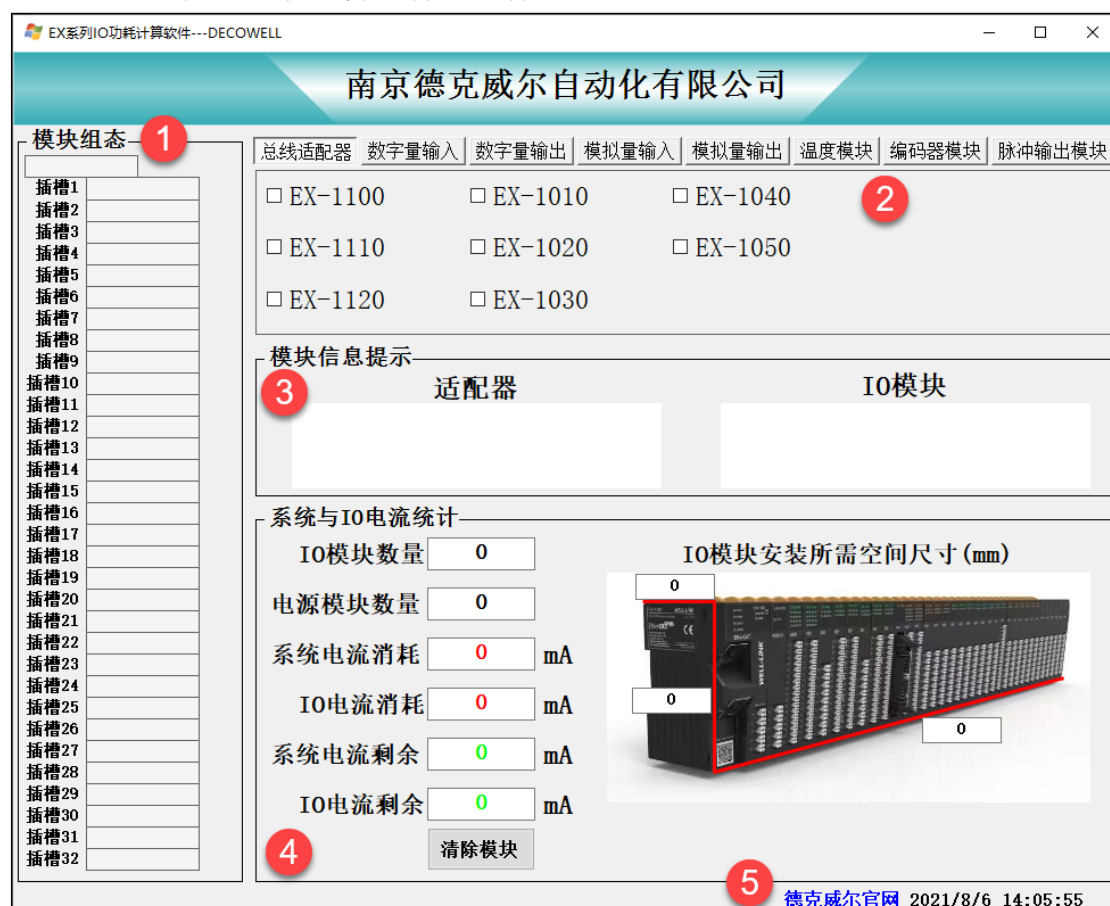 EX系列IO功耗计算软件---DECOWELL
南京德克威尔自动化有限公司
模块组态
1
插槽1
插槽2
插槽3
插槽4
插槽5
插槽6
插槽7
插槽8
插槽9
插槽10
插槽11
插槽12
插槽13
插槽14
插槽15
插槽16
插槽17
插槽18
插槽19
插槽20
插槽21
插槽22
插槽23
插槽24
插槽25
插槽26
插槽27
插槽28
插槽29
插槽30
插槽31
插槽32
总线适配器 数字量输入 数字量输出 模拟量输入 模拟量输出 温度模块 编码器模块 脉冲输出模块
2
EX-1100 EX-1010 EX-1040
EX-1110 EX-1020 EX-1050
EX-1120 EX-1030
模块信息提示
3
适配器 IO模块
系统与IO电流统计
IO模块数量 0
电源模块数量 0
系统电流消耗 0 mA
IO电流消耗 0 mA
系统电流剩余 0 mA
IO电流剩余 0 mA
4
清除模块
IO模块安装所需空间尺寸(mm)
0
WELL-LINK
0
0
5
德克威尔官网 2021/8/6 14:05:55